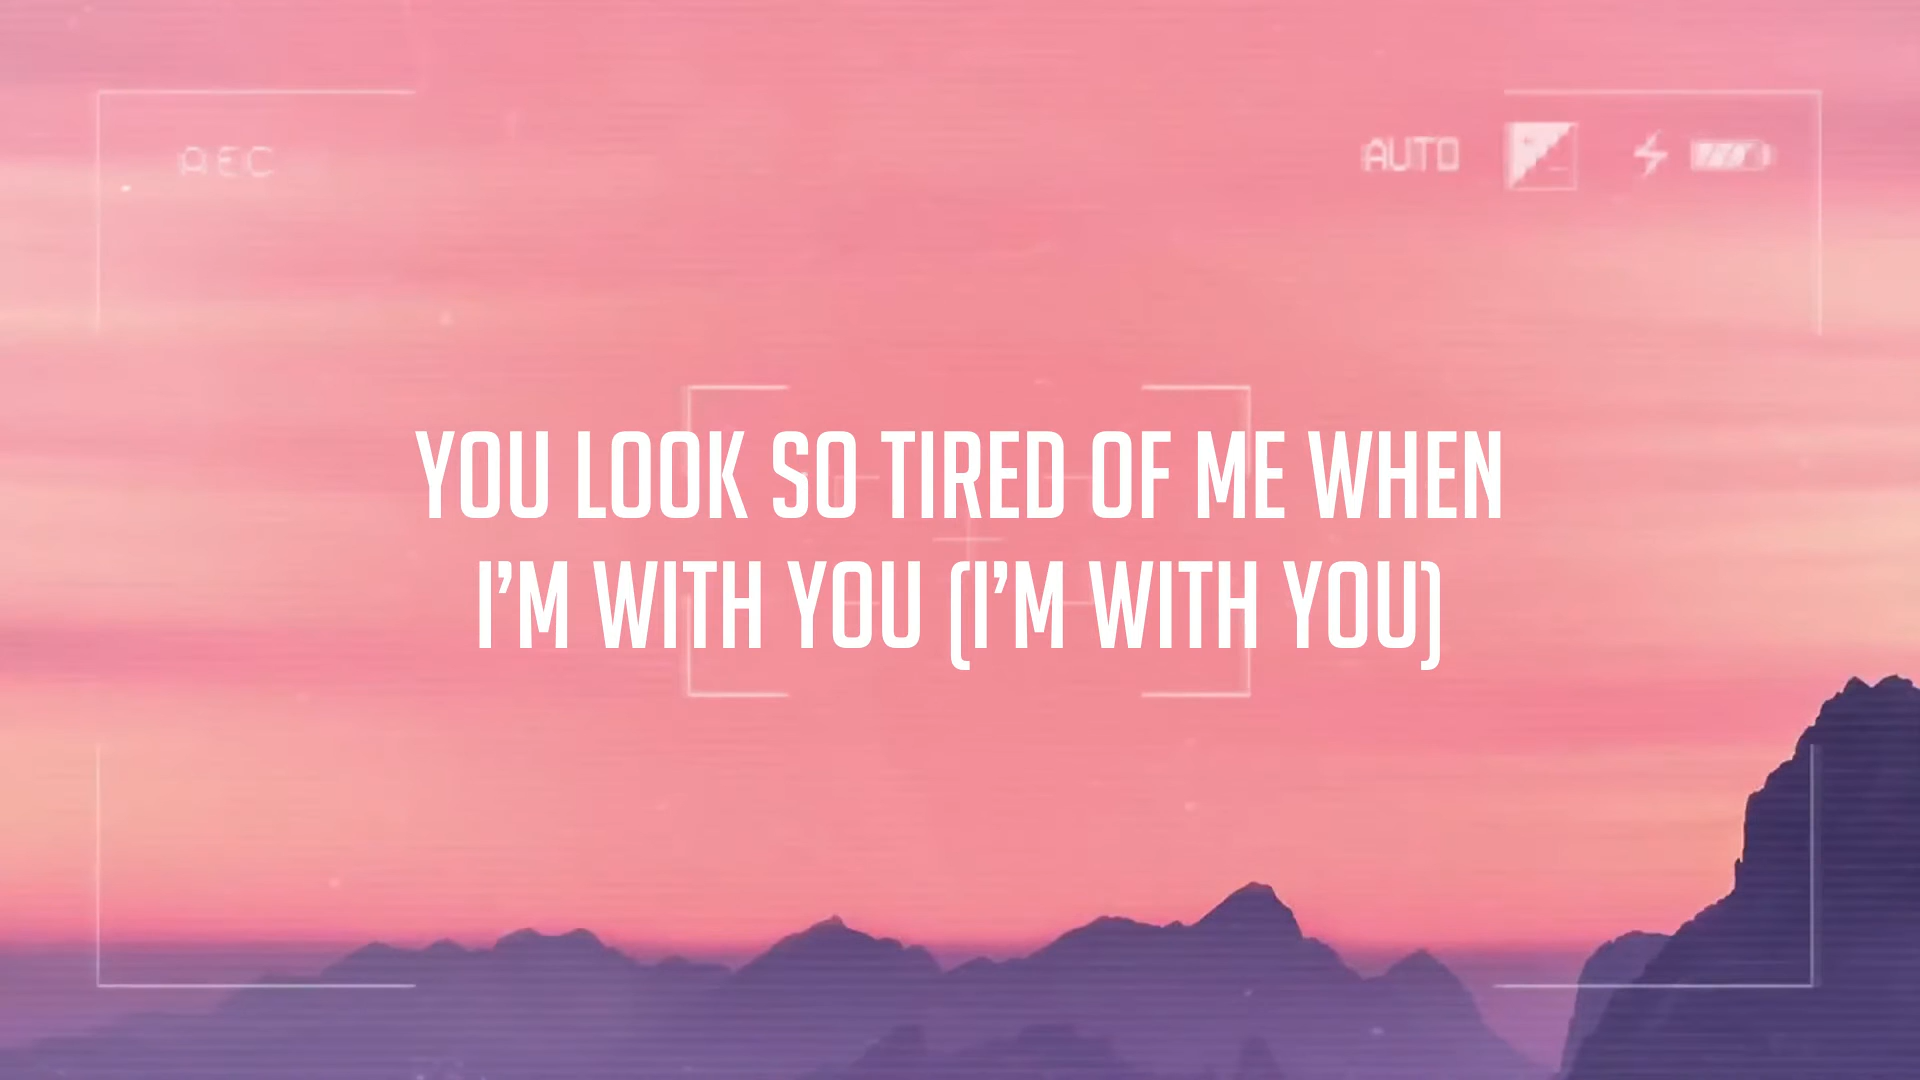 REC
AUTO
YOU LOOK SO TIRED OF ME WHEN
I'M WITH YOU (I'M WITH YOU)